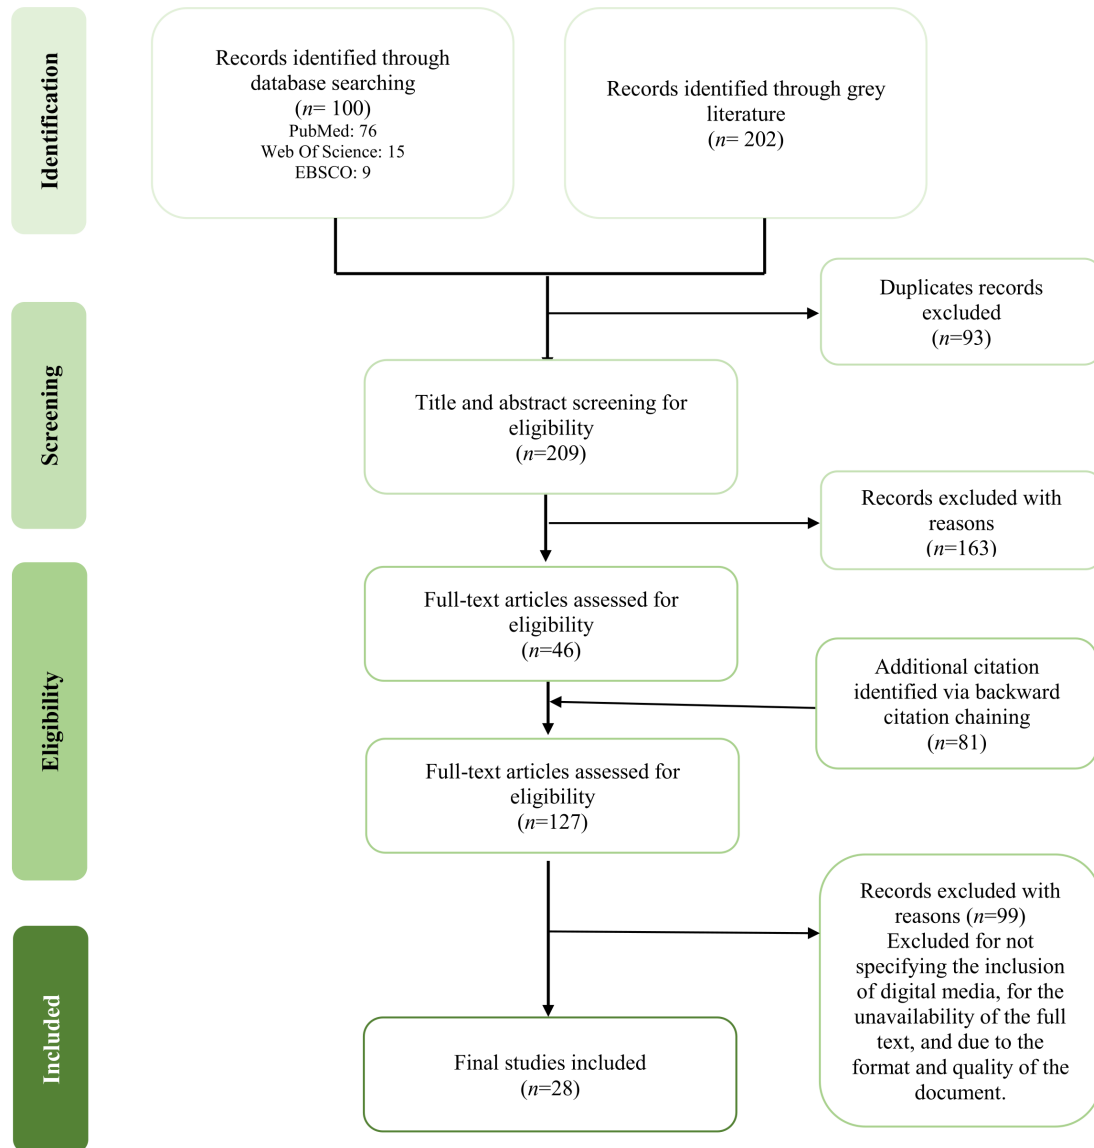 Identification
Records identified through
database searching
(n= 100)
PubMed: 76
Web Of Science: 15
EBSCO: 9
Records identified through grey
literature
(n= 202)
Duplicates records
excluded
(n=93)
Screening
Title and abstract screening for
eligibility
(n=209)
Records excluded with
reasons
(n=163)
Eligibility
Full-text articles assessed for
eligibility
(n=46)
Additional citation
identified via backward
citation chaining
(n=81)
Full-text articles assessed for
eligibility
(n=127)
Records excluded with
reasons (n=99)
Excluded for not
specifying the inclusion
of digital media, for the
unavailability of the full
text, and due to the
format and quality of the
document.
Included
Final studies included
(n=28)